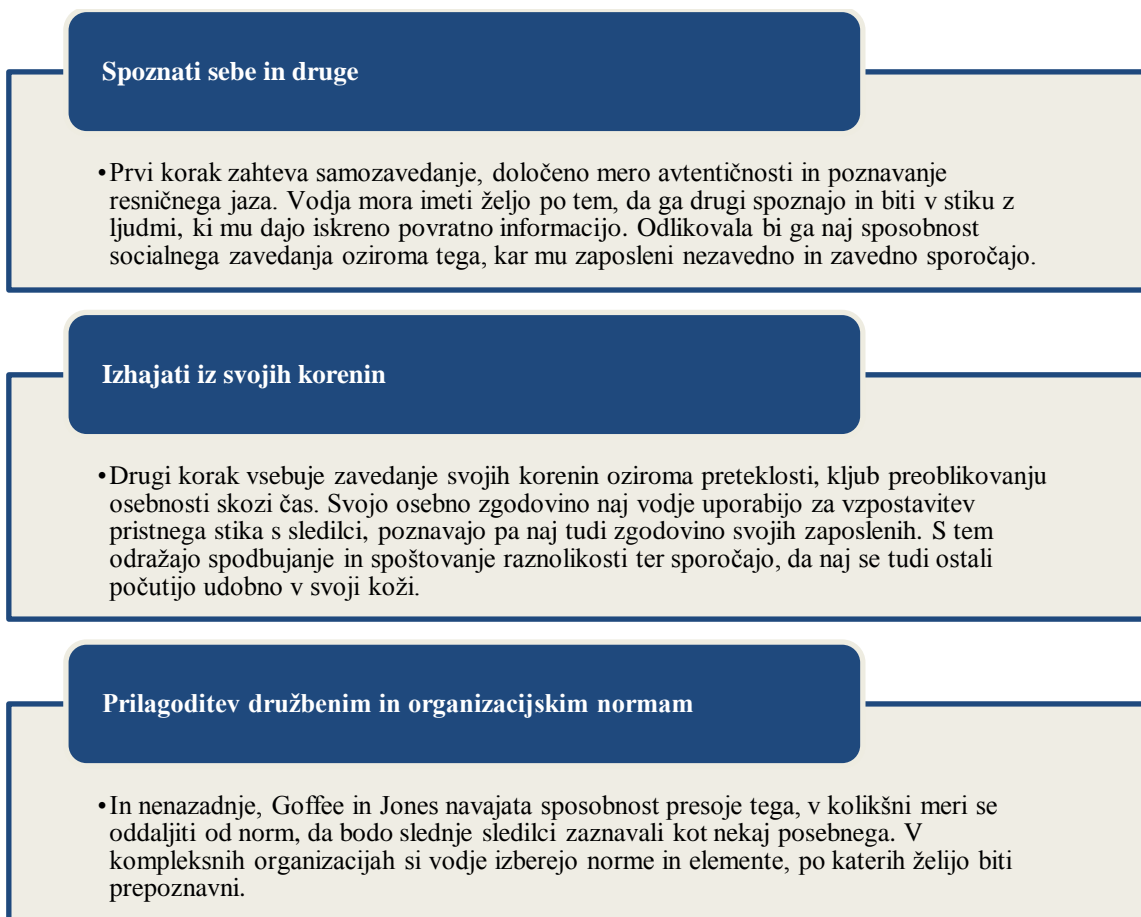 Spoznati sebe in druge
•Prvi korak zahteva samozavedanje, določeno mero avtentičnosti in poznavanje
resničnega jaza. Vodja mora imeti željo po tem, da ga drugi spoznajo in biti v stiku z
ljudmi, ki mu dajo iskreno povratno informacijo. Odlikovala bi ga naj sposobnost
socialnega zavedanja oziroma tega, kar mu zaposleni nezavedno in zavedno sporočajo.
Izhajati iz svojih korenin
•Drugi korak vsebuje zavedanje svojih korenin oziroma preteklosti, kljub preoblikovanju
osebnosti skozi čas. Svojo osebno zgodovino naj vodje uporabijo za vzpostavitev
pristnega stika s sledilci, poznavajo pa naj tudi zgodovino svojih zaposlenih. S tem
odražajo spodbujanje in spoštovanje raznolikosti ter sporočajo, da naj se tudi ostali
počutijo udobno v svoji koži.
Prilagoditev družbenim in organizacijskim normam
•In nenazadnje, Goffee in Jones navajata sposobnost presoje tega, v kolikšni meri se
oddaljiti od norm, da bodo slednje sledilci zaznavali kot nekaj posebnega. V
kompleksnih organizacijah si vodje izberejo norme in elemente, po katerih želijo biti
prepoznavni.